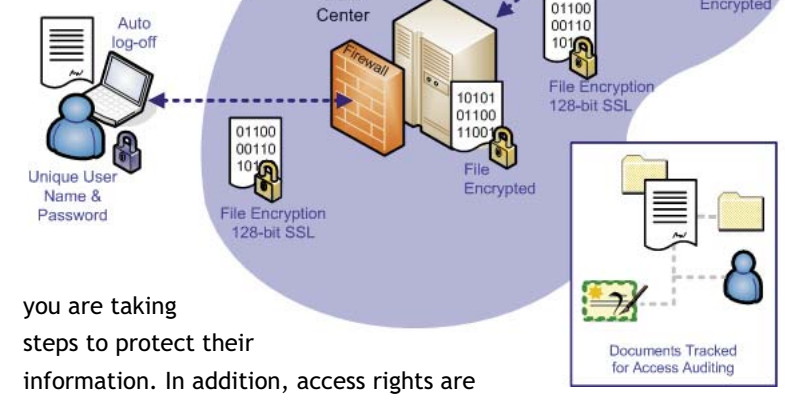 Auto
log-off
Center
Firewall
01100
00110
101
Encrypted
File Encryption
128-bit SSL
10101
01100
11001
File
Encrypted
01100
00110
101
File Encryption
128-bit SSL
Unique User
Name &
Password
Documents Tracked
for Access Auditing
you are taking
steps to protect their
information. In addition, access rights are